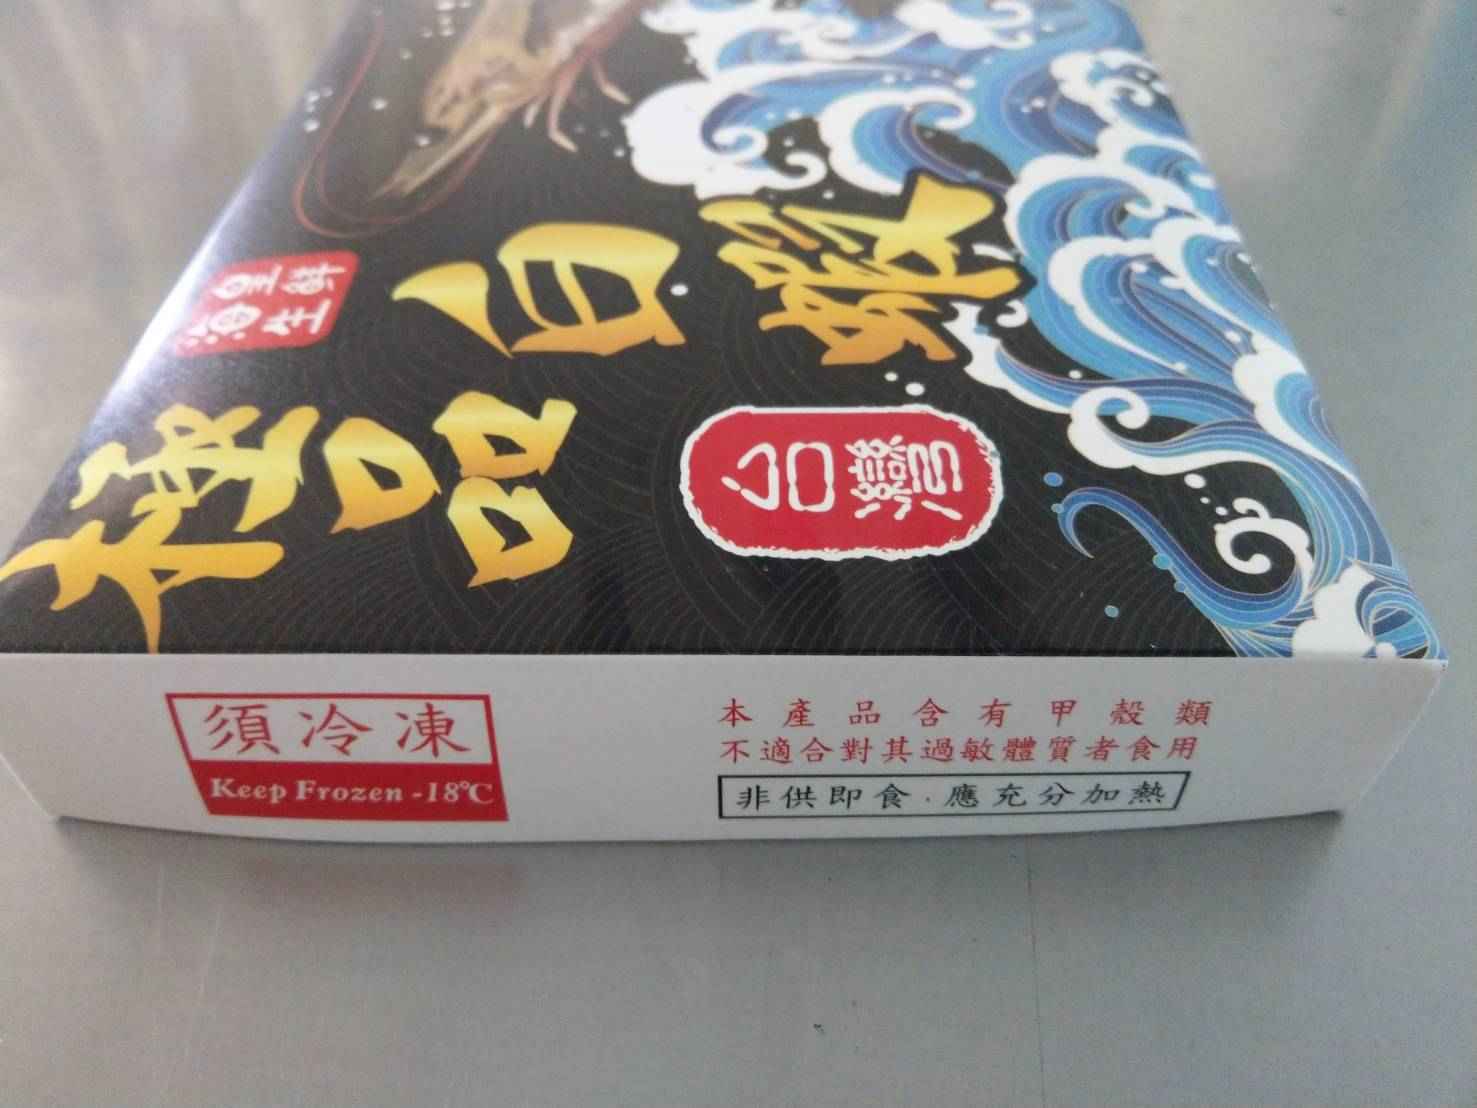 極品
白蝦
海皇
生鮮
台灣
須冷凍
Keep Frozen -18℃
本產品含有甲殼類
不適合對其過敏體質者食用
非供即食．應充分加熱